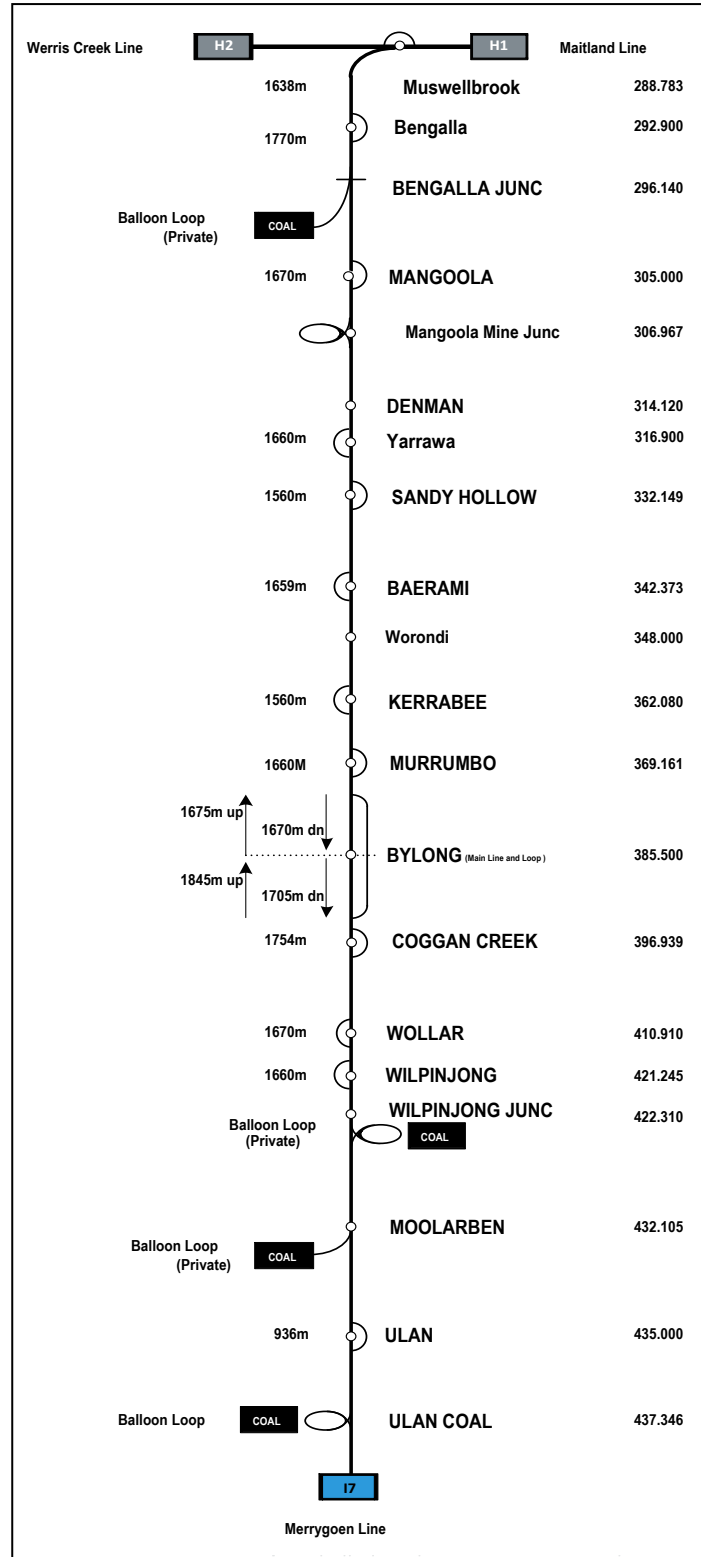 Werris Creek Line H2 H1 Maitland Line
1638m Muswellbrook 288.783
1770m Bengalla 292.900
BENGALLA JUNC 296.140
Balloon Loop
(Private)
COAL
1670m MANGOOLA 305.000
Mangoola Mine Junc 306.967
DENMAN 314.120
1660m Yarrawa 316.900
1560m SANDY HOLLOW 332.149
1659m BAERAMI 342.373
Worondi 348.000
1560m KERRABEE 362.080
1660M MURRUMBO 369.161
1675m up
1670m dn
BYLONG (Main Line and Loop ) 385.500
1845m up
1705m dn
1754m COGGAN CREEK 396.939
1670m WOLLAR 410.910
1660m WILPINJONG 421.245
WILPINJONG JUNC 422.310
Balloon Loop
(Private)
COAL
MOOLARBEN 432.105
Balloon Loop
(Private)
COAL
936m ULAN 435.000
Balloon Loop COAL ULAN COAL 437.346
I7
Merrygoen Line